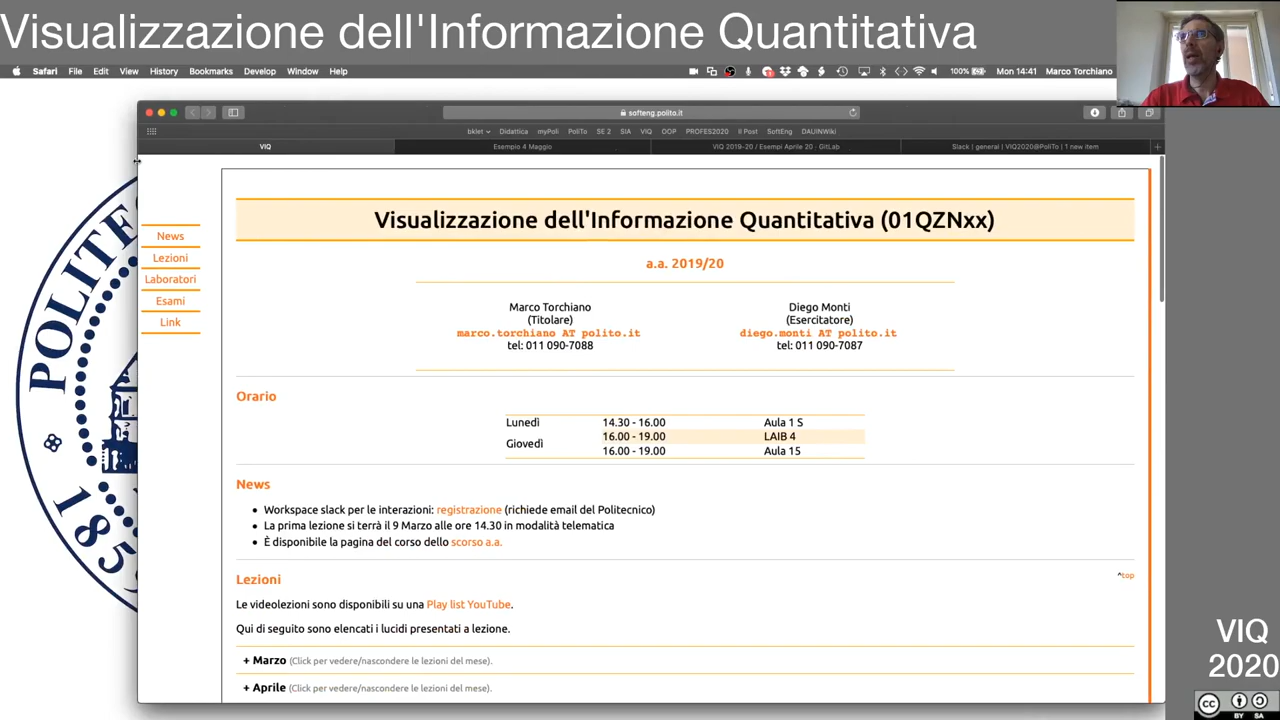 Visualizzazione dell'Informazione Quantitativa
Safari File Edit View History Bookmarks Develop Window Help 100% Mon 14:41 Marco Torchiano
softeng.polito.it
bklet Didattica myPoli PoliTo SE 2 SIA VIQ OOP PROFES2020 Il Post SoftEng DAUINWiki
VIQ Esempio 4 Maggio VIQ 2019-20 / Esempi Aprile 20 · GitLab Slack | general | VIQ2020@PoliTo | 1 new item
Visualizzazione dell'Informazione Quantitativa (01QZNxx)
News
Lezioni
Laboratori
Esami
Link
a.a. 2019/20
Marco Torchiano
(Titolare)
marco.torchiano AT polito.it
tel: 011 090-7088
Diego Monti
(Esercitatore)
diego.monti AT polito.it
tel: 011 090-7087
Orario
Lunedì 14.30 - 16.00 Aula 1 S
Giovedì 16.00 - 19.00 LAIB 4
16.00 - 19.00 Aula 15
News
• Workspace slack per le interazioni: registrazione (richiede email del Politecnico)
• La prima lezione si terrà il 9 Marzo alle ore 14.30 in modalità telematica
• È disponibile la pagina del corso dello scorso a.a.
Lezioni
^top
Le videolezioni sono disponibili su una Play list YouTube.
Qui di seguito sono elencati i lucidi presentati a lezione.
+ Marzo (Click per vedere/nascondere le lezioni del mese).
+ Aprile (Click per vedere/nascondere le lezioni del mese).
POLITE
185
VIQ
2020
CC BY SA